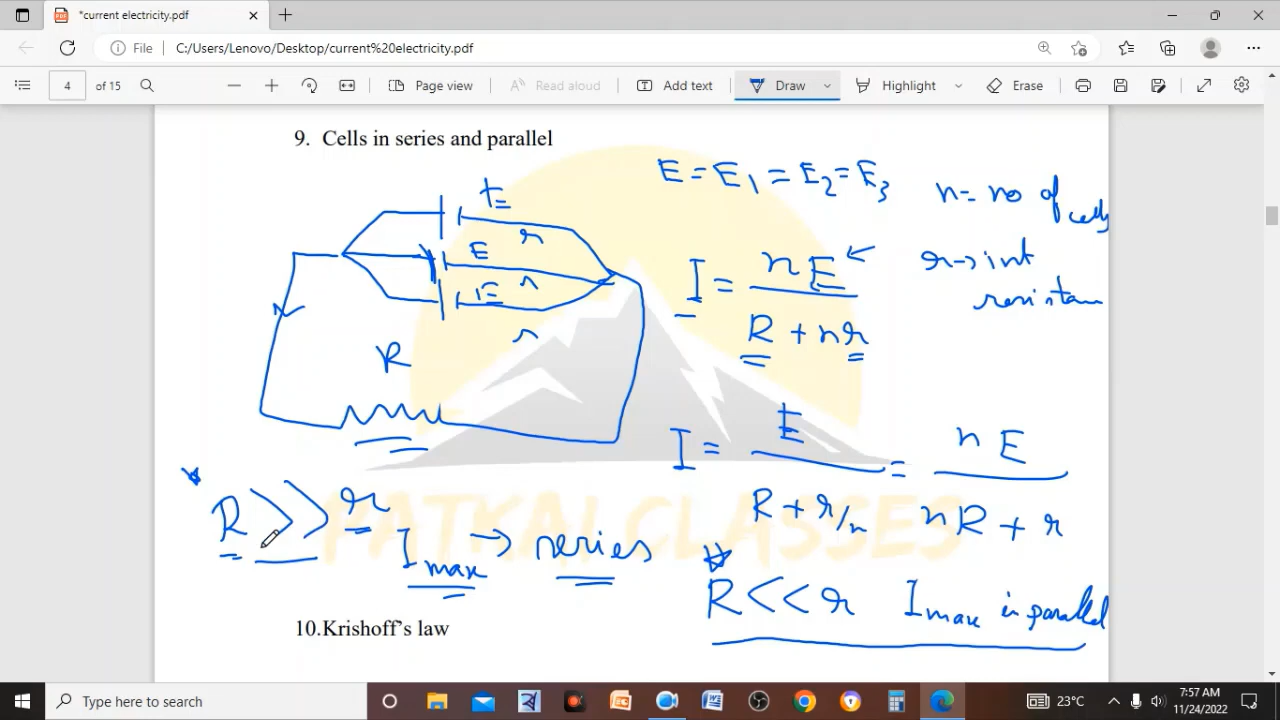 *current electricity.pdf
File C:/Users/Lenovo/Desktop/current%20electricity.pdf
4 of 15 Page view Read aloud Add text Draw Highlight Erase
9. Cells in series and parallel
E = E1 = E2 = E3
n = no of cells
r → int
resistan
E
r
E
r
r
R
I = nE / R + nr
I = E / R + r/n = nE / nR + r
R >> r
Imax → series
R << r Imax in parallel
PATKAI CLASSES
10.Krishoff's law
Type here to search
23°C
7:57 AM
11/24/2022